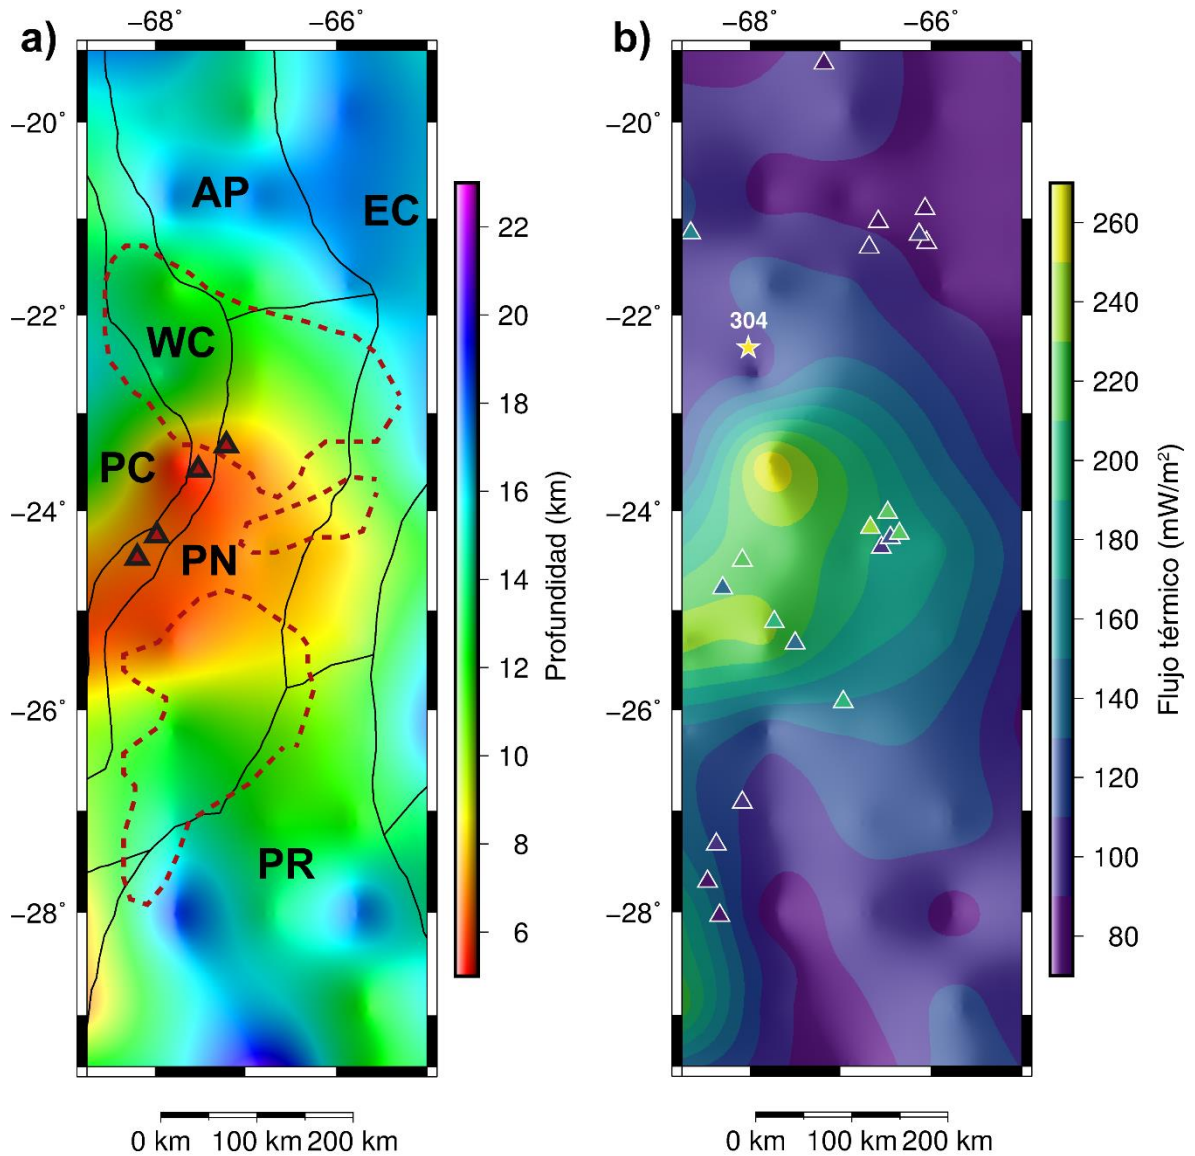 a)
−68˚ −66˚
−20˚
−22˚
−24˚
−26˚
−28˚
AP
EC
WC
PC
PN
PR
22
20
18
16
14
12
10
8
6
Profundidad (km)
0 km 100 km 200 km
b)
−68˚ −66˚
−20˚
−22˚
−24˚
−26˚
−28˚
304
260
240
220
200
180
160
140
120
100
80
Flujo térmico (mW/m²)
0 km 100 km 200 km